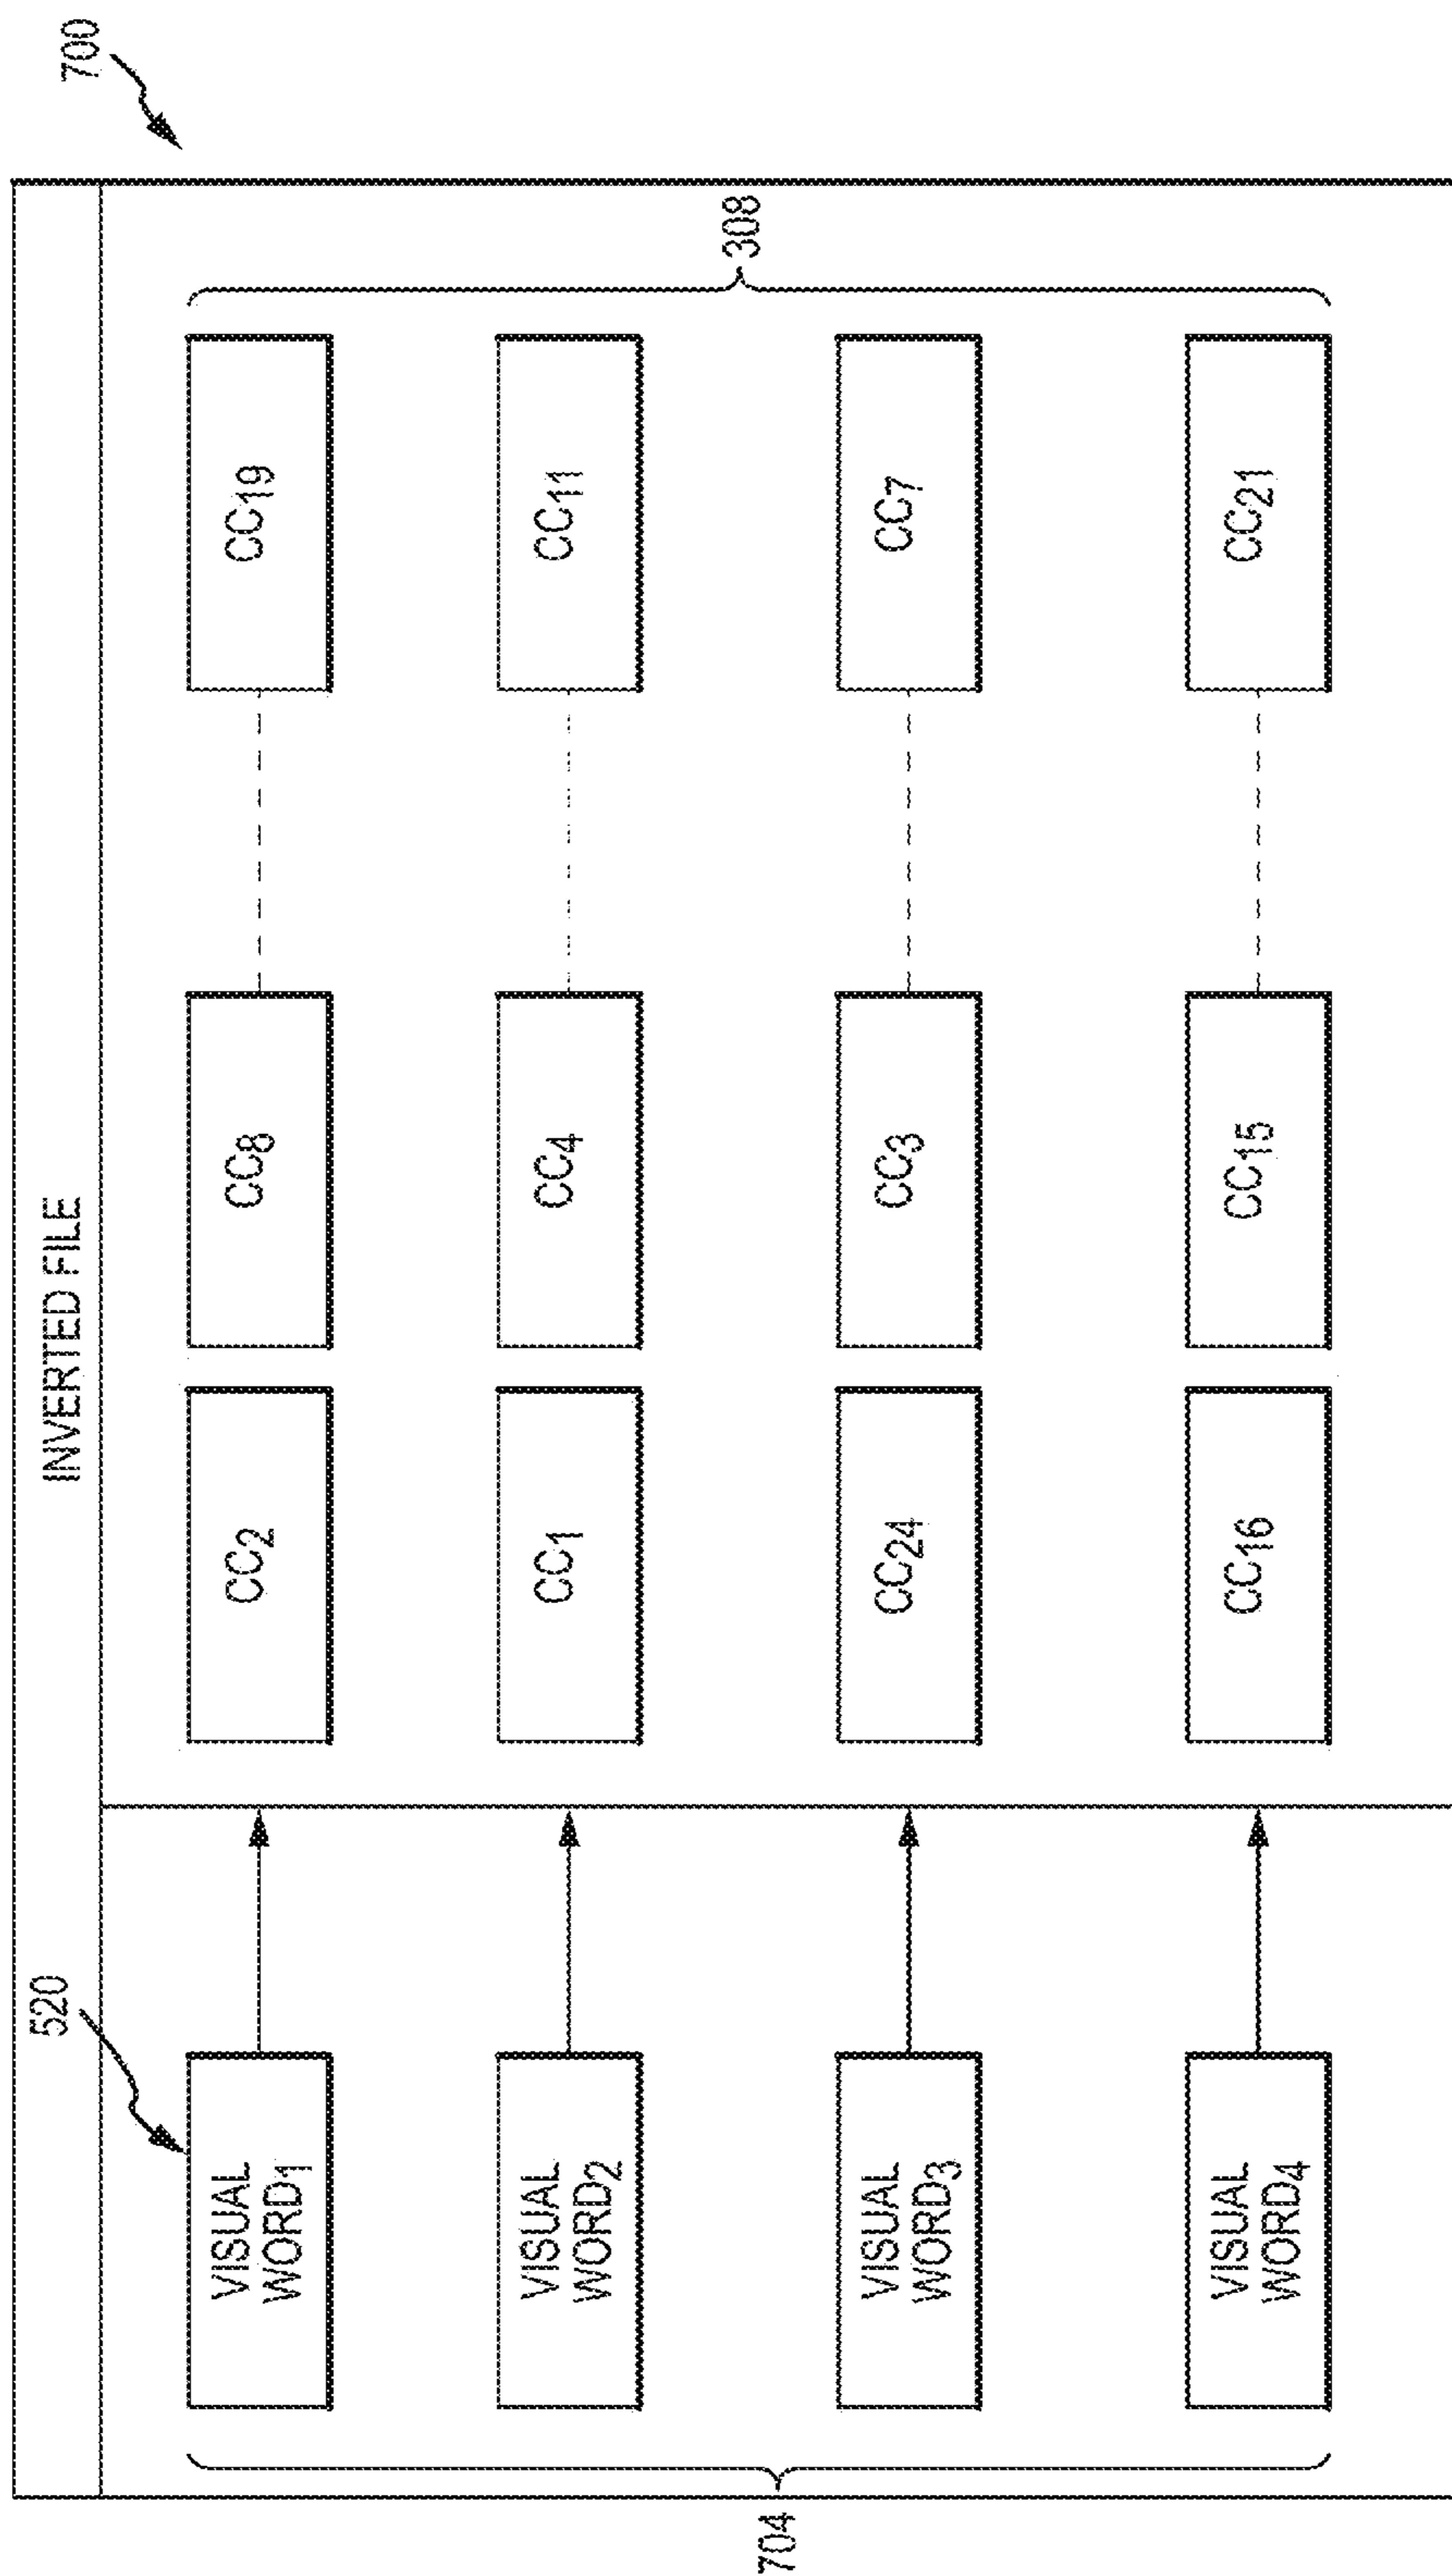 700
INVERTED FILE
520
308
704
VISUAL
WORD₁
CC₂
CC₈
CC₁₉
VISUAL
WORD₂
CC₁
CC₄
CC₁₁
VISUAL
WORD₃
CC₂₄
CC₃
CC₇
VISUAL
WORD₄
CC₁₆
CC₁₅
CC₂₁